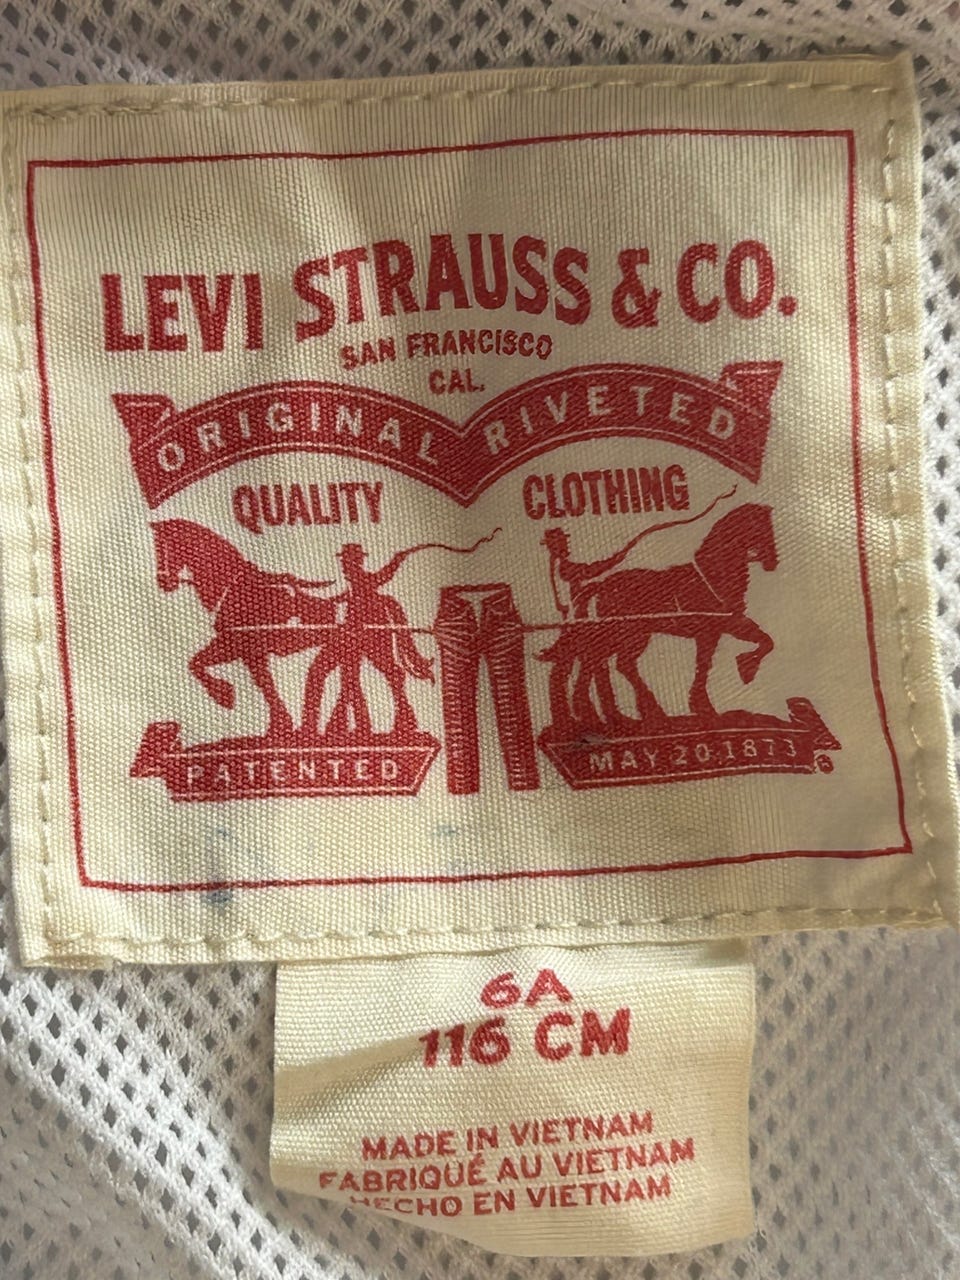 LEVI STRAUSS & CO.
SAN FRANCISCO
CAL.
ORIGINAL RIVETED
QUALITY CLOTHING
PATENTED MAY 20.1873 ®
6A
116 CM
MADE IN VIETNAM
FABRIQUÉ AU VIETNAM
HECHO EN VIETNAM